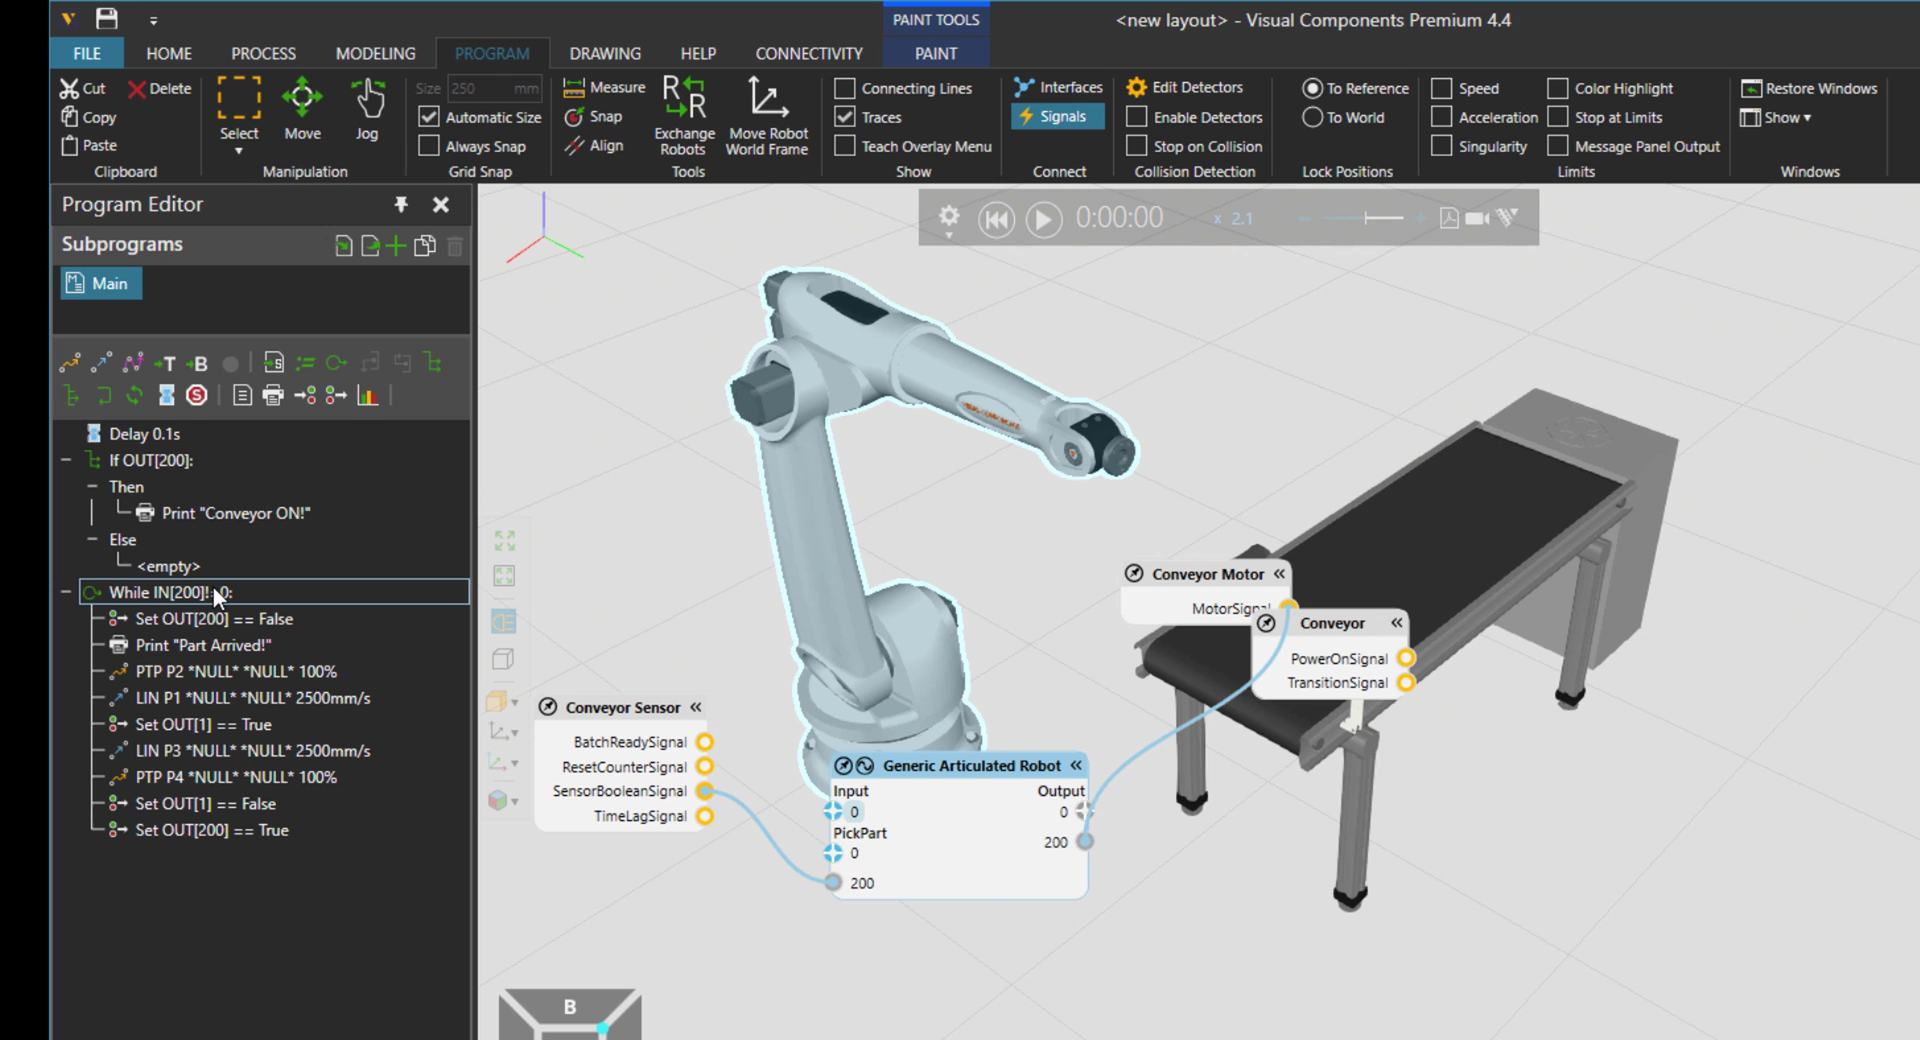 PAINT TOOLS
<new layout> - Visual Components Premium 4.4
FILE
HOME
PROCESS
MODELING
PROGRAM
DRAWING
HELP
CONNECTIVITY
PAINT
Cut
Delete
Copy
Paste
Clipboard
Select
Move
Jog
Manipulation
Size 250 mm
Automatic Size
Always Snap
Grid Snap
Measure
Snap
Align
R
R
Exchange
Robots
Move Robot
World Frame
Tools
Connecting Lines
Traces
Teach Overlay Menu
Show
Interfaces
Signals
Connect
Edit Detectors
Enable Detectors
Stop on Collision
Collision Detection
To Reference
To World
Lock Positions
Speed
Acceleration
Singularity
Color Highlight
Stop at Limits
Message Panel Output
Limits
Restore Windows
Show
Windows
Program Editor
Subprograms
Main
T
B
S
S
Delay 0.1s
If OUT[200]:
Then
Print "Conveyor ON!"
Else
<empty>
While IN[200]! 0:
Set OUT[200] == False
Print "Part Arrived!"
PTP P2 *NULL* *NULL* 100%
LIN P1 *NULL* *NULL* 2500mm/s
Set OUT[1] == True
LIN P3 *NULL* *NULL* 2500mm/s
PTP P4 *NULL* *NULL* 100%
Set OUT[1] == False
Set OUT[200] == True
0:00:00
x 2.1
Conveyor Motor
MotorSignal
Conveyor
PowerOnSignal
TransitionSignal
Conveyor Sensor
BatchReadySignal
ResetCounterSignal
SensorBooleanSignal
TimeLagSignal
Generic Articulated Robot
Input
Output
0
0
PickPart
200
0
200
B